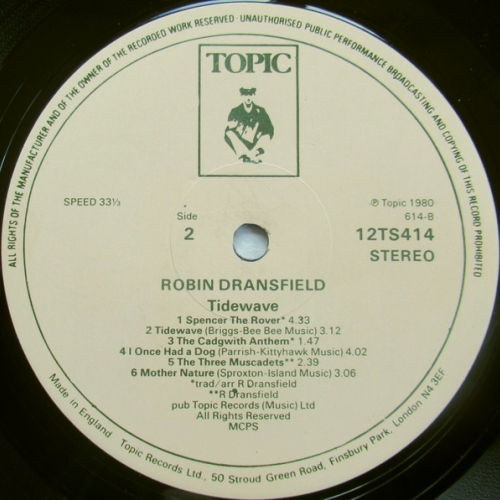 ALL RIGHTS OF THE MANUFACTURER AND OF THE OWNER OF THE RECORDED WORK RESERVED · UNAUTHORISED PUBLIC PERFORMANCE BROADCASTING AND COPYING OF THIS RECORD PROHIBITED
TOPIC
SPEED 33⅓
℗ Topic 1980
614-B
Side
2
12TS414
STEREO
ROBIN DRANSFIELD
Tidewave
1 Spencer The Rover* 4.33
2 Tidewave (Briggs-Bee Bee Music) 3.12
3 The Cadgwith Anthem* 1.47
4 I Once Had a Dog (Parrish-Kittyhawk Music) 4.02
5 The Three Muscadets** 2.39
6 Mother Nature (Sproxton-Island Music) 3.06
*trad/arr R Dransfield
**R Dransfield
pub Topic Records (Music) Ltd
All Rights Reserved
MCPS
Made in England Topic Records Ltd., 50 Stroud Green Road, Finsbury Park, London N4 3EF